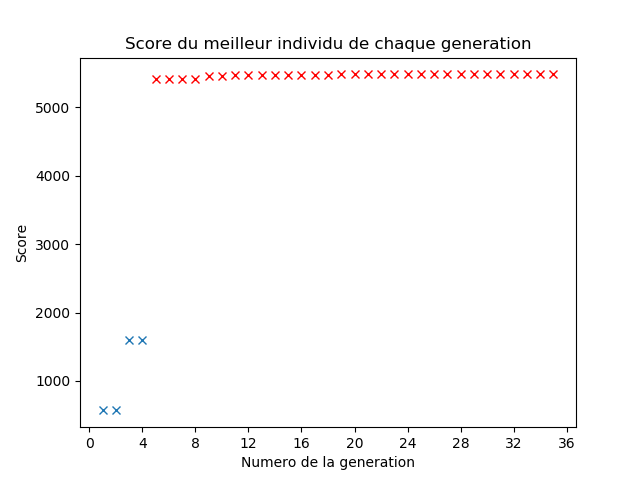 Score du meilleur individu de chaque generation
5000
4000
3000
2000
1000
Score
0 4 8 12 16 20 24 28 32 36
Numero de la generation